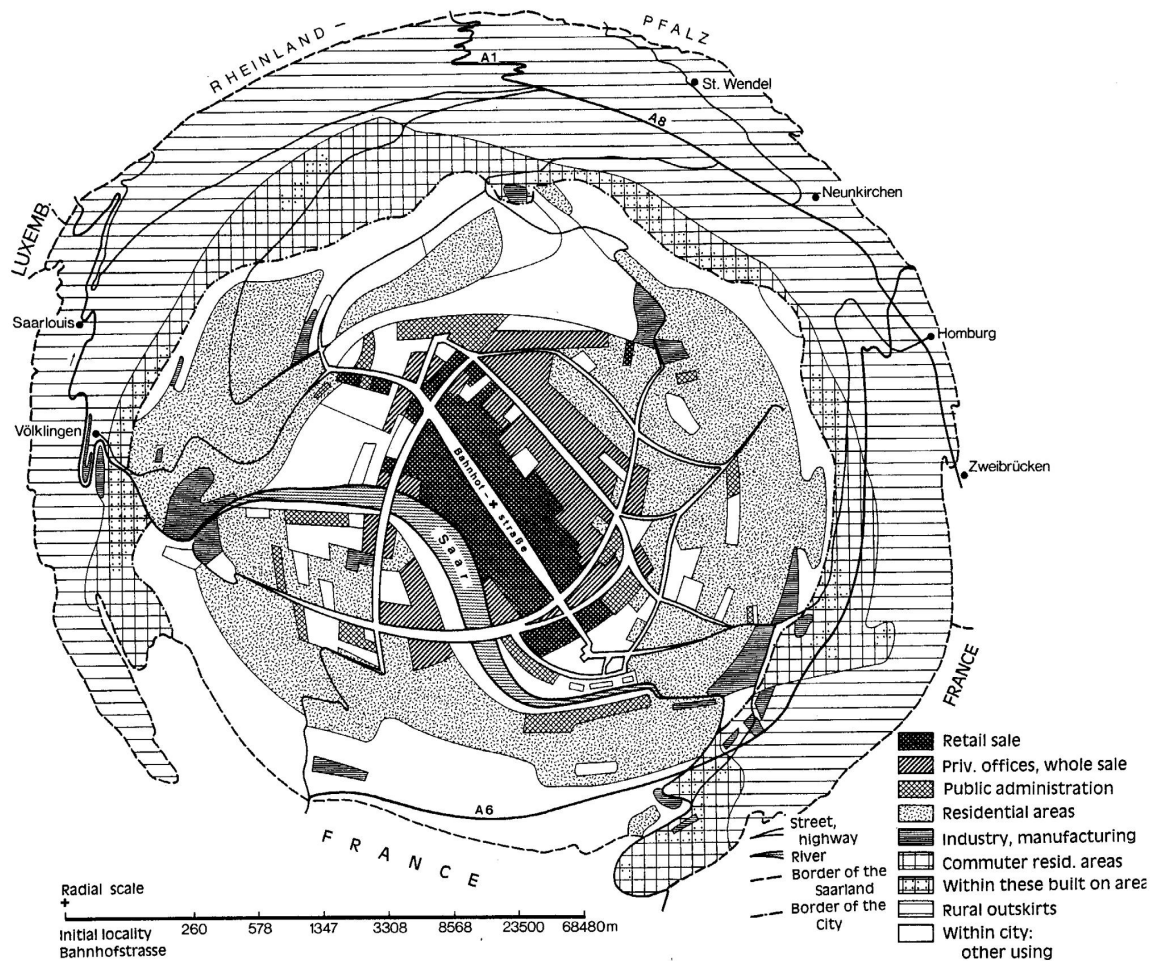 RHEINLAND –
PFALZ
A1
St. Wendel
A8
Neunkirchen
LUXEMB.
Saarlouis
Homburg
Völklingen
Zweibrücken
Bahnhof –
straße
Saar
FRANCE
A6
FRANCE
Retail sale
Priv. offices, whole sale
Public administration
Residential areas
Industry, manufacturing
Commuter resid. areas
Within these built on area
Rural outskirts
Within city:
other using
Street,
highway
River
Border of the
Saarland
Border of the
City
Radial scale
+
260 578 1347 3308 8568 23500 68480m
Initial locality
Bahnhofstrasse